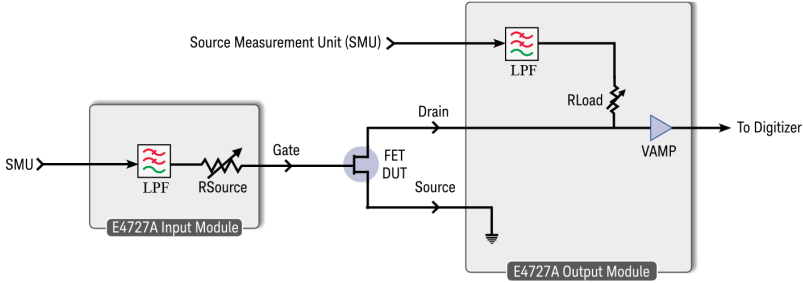 Source Measurement Unit (SMU)
LPF
RLoad
Drain
To Digitizer
VAMP
SMU
LPF
RSource
Gate
FET
DUT
Source
E4727A Input Module
E4727A Output Module